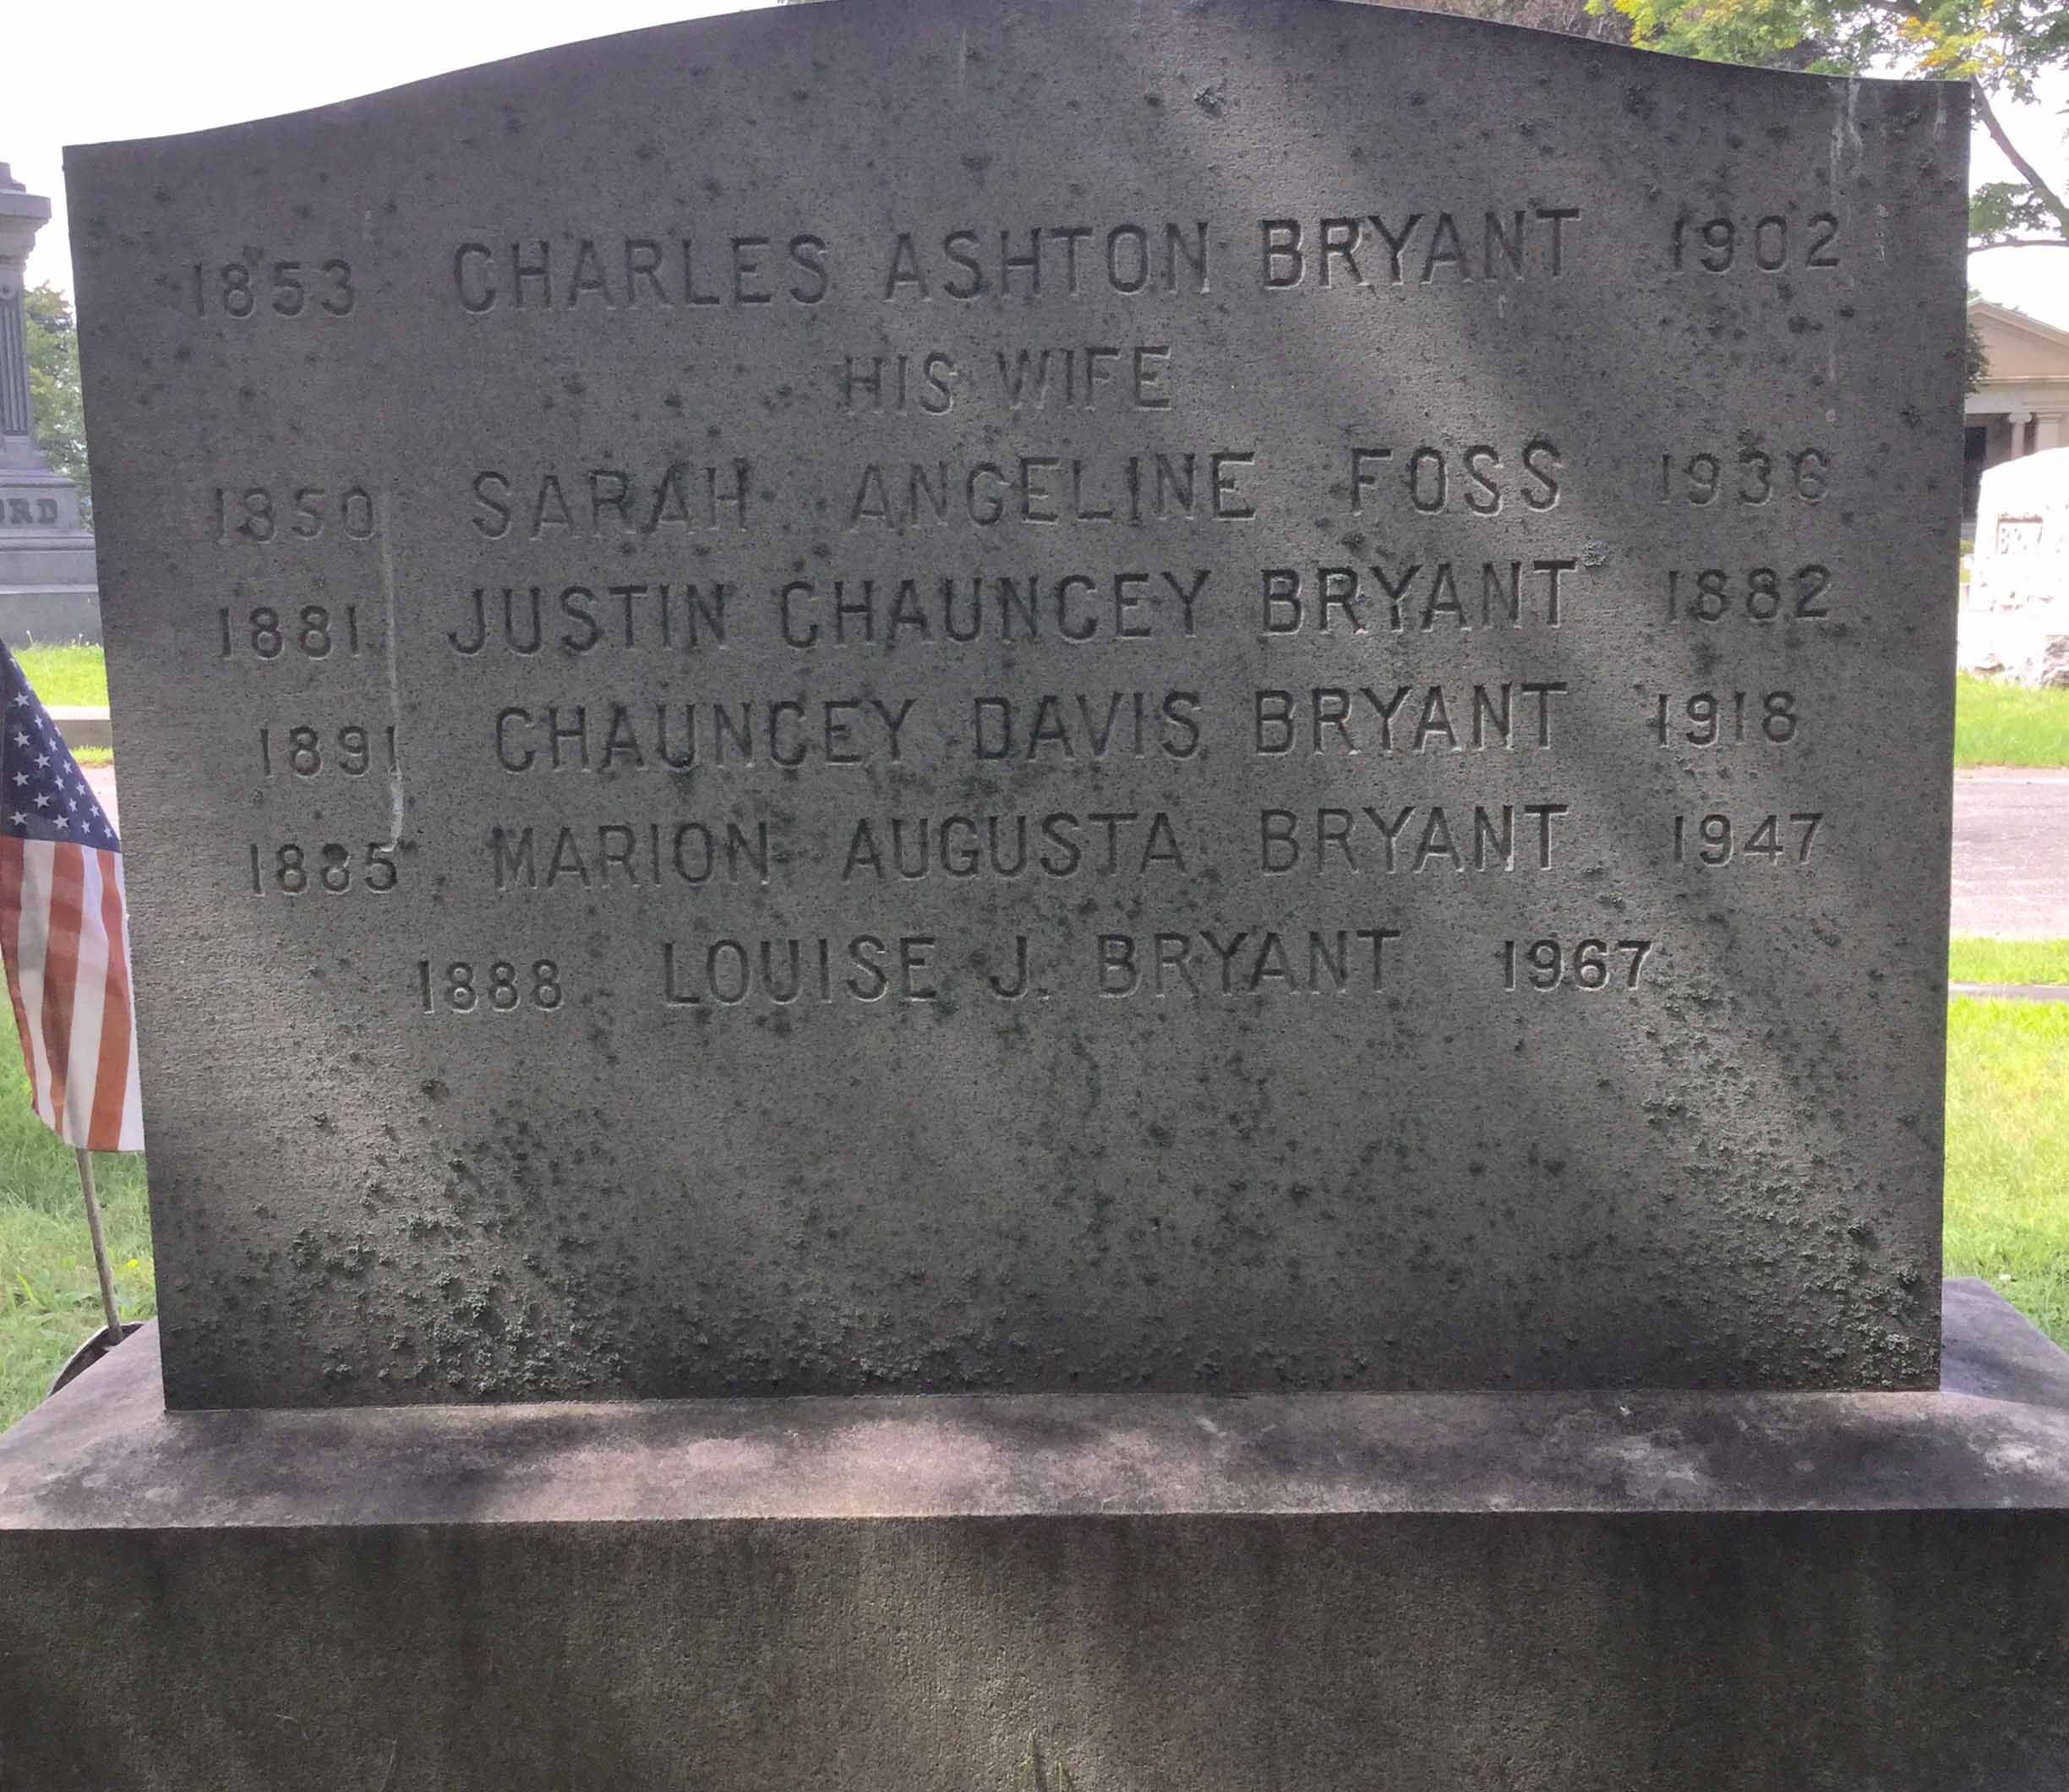 1853 CHARLES ASHTON BRYANT 1902
HIS WIFE
1850 SARAH ANGELINE FOSS 1936
1881 JUSTIN CHAUNCEY BRYANT 1882
1891 CHAUNCEY DAVIS BRYANT 1918
1885 MARION AUGUSTA BRYANT 1947
1888 LOUISE J. BRYANT 1967